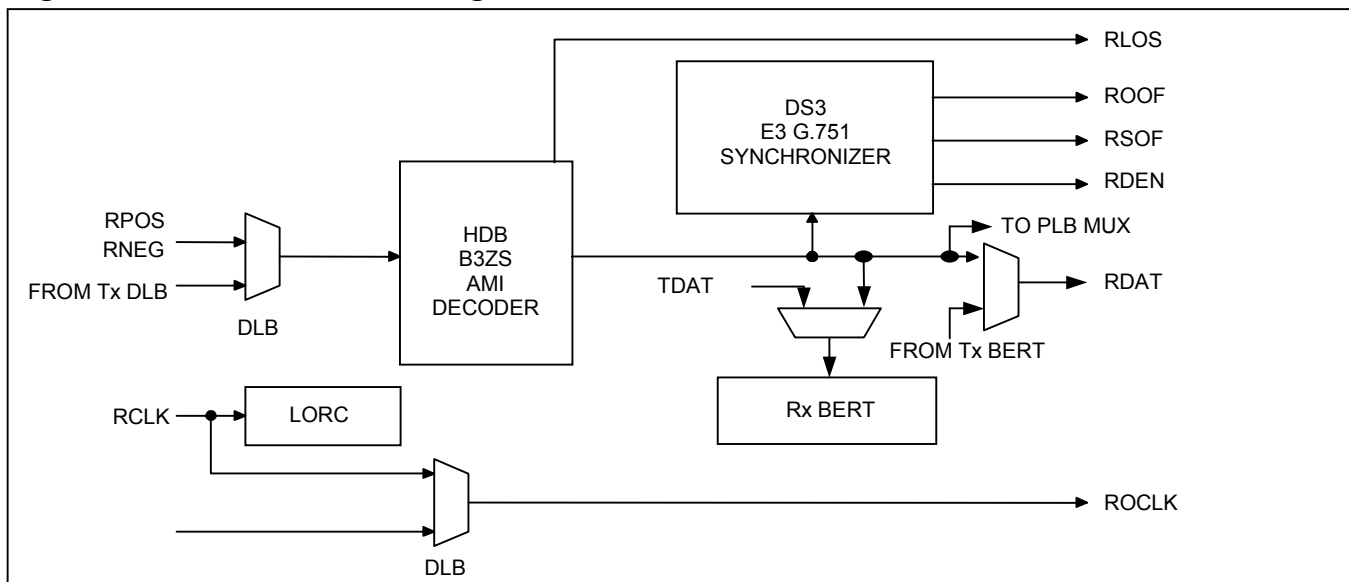 RLOS
DS3
E3 G.751
SYNCHRONIZER
ROOF
RSOF
RDEN
RPOS
RNEG
FROM Tx DLB
DLB
HDB
B3ZS
AMI
DECODER
TO PLB MUX
TDAT
RDAT
FROM Tx BERT
Rx BERT
RCLK
LORC
ROCLK
DLB